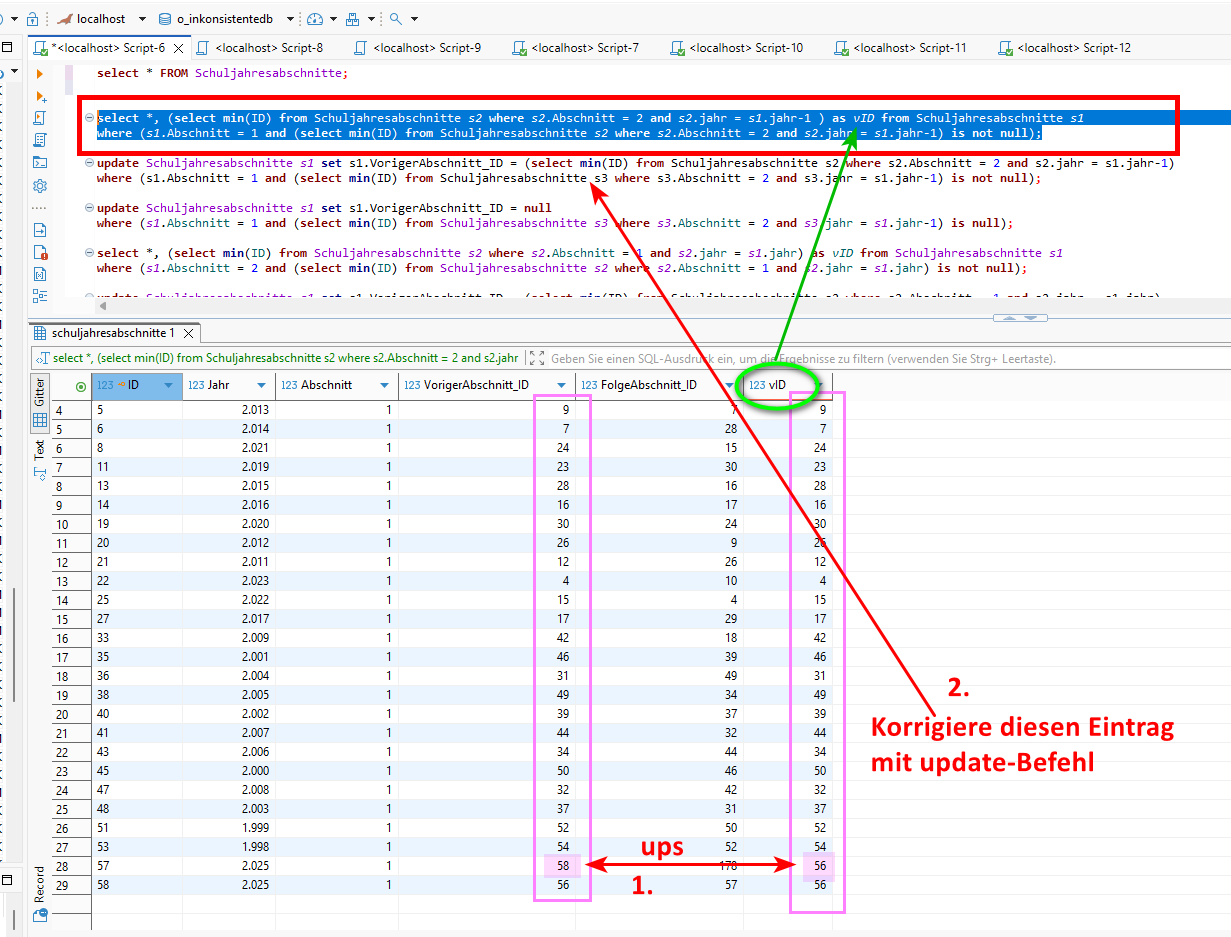 localhost o_inkonsistentedb
*<localhost> Script-6 <localhost> Script-8 <localhost> Script-9 <localhost> Script-7 <localhost> Script-10 <localhost> Script-11 <localhost> Script-12
select * FROM Schuljahresabschnitte;
select *, (select min(ID) from Schuljahresabschnitte s2 where s2.Abschnitt = 2 and s2.jahr = s1.jahr-1 ) as vID from Schuljahresabschnitte s1
where (s1.Abschnitt = 1 and (select min(ID) from Schuljahresabschnitte s2 where s2.Abschnitt = 2 and s2.jahr = s1.jahr-1) is not null);
update Schuljahresabschnitte s1 set s1.VorigerAbschnitt_ID = (select min(ID) from Schuljahresabschnitte s2 where s2.Abschnitt = 2 and s2.jahr = s1.jahr-1)
where (s1.Abschnitt = 1 and (select min(ID) from Schuljahresabschnitte s3 where s3.Abschnitt = 2 and s3.jahr = s1.jahr-1) is not null);
update Schuljahresabschnitte s1 set s1.VorigerAbschnitt_ID = null
where (s1.Abschnitt = 1 and (select min(ID) from Schuljahresabschnitte s3 where s3.Abschnitt = 2 and s3.jahr = s1.jahr-1) is null);
select *, (select min(ID) from Schuljahresabschnitte s2 where s2.Abschnitt = 1 and s2.jahr = s1.jahr) as vID from Schuljahresabschnitte s1
where (s1.Abschnitt = 2 and (select min(ID) from Schuljahresabschnitte s2 where s2.Abschnitt = 1 and s2.jahr = s1.jahr) is not null);
schuljahresabschnitte 1
select *, (select min(ID) from Schuljahresabschnitte s2 where s2.Abschnitt = 2 and s2.jahr Geben Sie einen SQL-Ausdruck ein, um die Ergebnisse zu filtern (verwenden Sie Strg+ Leertaste).
Gitter
Text
Record
123 ID 123 Jahr 123 Abschnitt 123 VorigerAbschnitt_ID 123 FolgeAbschnitt_ID 123 vID
4 5 2.013 1 9 7 9
5 6 2.014 1 7 28 7
6 8 2.021 1 24 15 24
7 11 2.019 1 23 30 23
8 13 2.015 1 28 16 28
9 14 2.016 1 16 17 16
10 19 2.020 1 30 24 30
11 20 2.012 1 26 9 26
12 21 2.011 1 12 26 12
13 22 2.023 1 4 10 4
14 25 2.022 1 15 4 15
15 27 2.017 1 17 29 17
16 33 2.009 1 42 18 42
17 35 2.001 1 46 39 46
18 36 2.004 1 31 49 31
19 38 2.005 1 49 34 49
20 40 2.002 1 39 37 39
21 41 2.007 1 44 32 44
22 43 2.006 1 34 44 34
23 45 2.000 1 50 46 50
24 47 2.008 1 32 42 32
25 48 2.003 1 37 31 37
26 51 1.999 1 52 50 52
27 53 1.998 1 54 52 54
28 57 2.025 1 58 178 56
29 58 2.025 1 56 57 56
ups
1.
2.
Korrigiere diesen Eintrag
mit update-Befehl